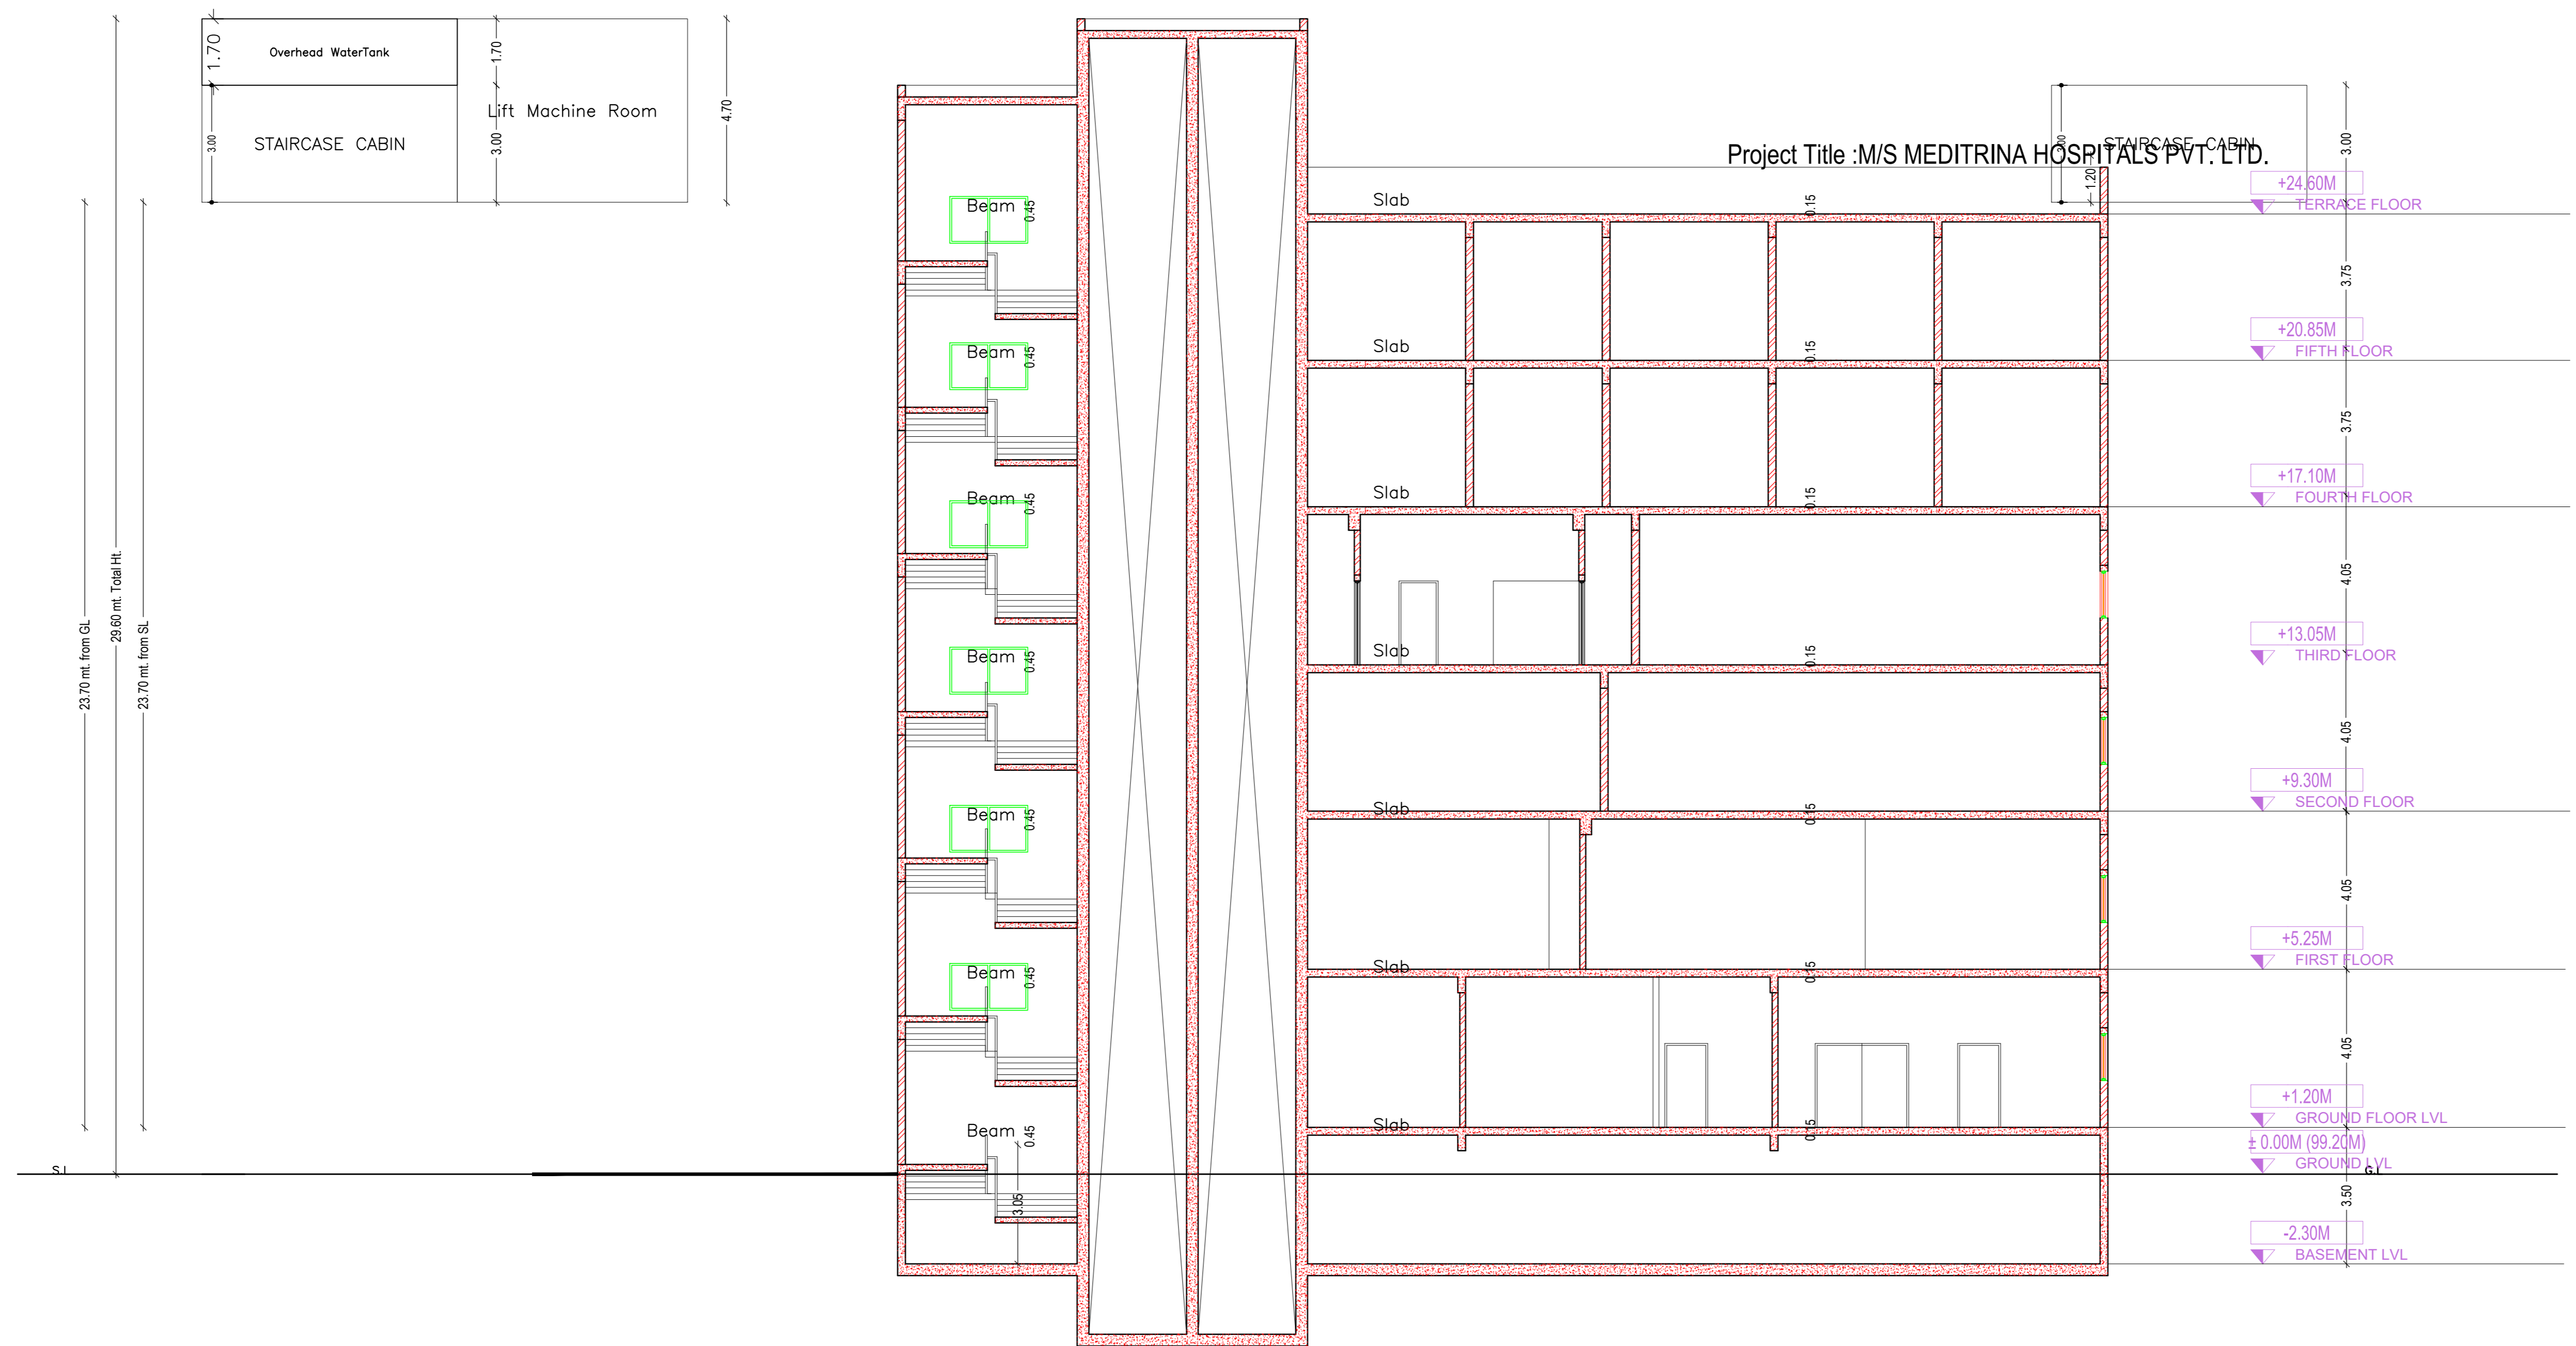 1.70
Overhead WaterTank
1.70
Lift Machine Room
4.70
STAIRCASE CABIN
3.00
3.00
Project Title :M/S MEDITRINA HOSPITALS PVT. LTD.
STAIRCASE CABIN
3.00
1.20
3.00
+24.60M
TERRACE FLOOR
Beam
0.45
Slab
0.15
3.75
+20.85M
FIFTH FLOOR
Beam
0.45
Slab
0.15
3.75
+17.10M
FOURTH FLOOR
Beam
0.45
Slab
0.15
4.05
+13.05M
THIRD FLOOR
Beam
0.45
Slab
0.15
4.05
+9.30M
SECOND FLOOR
Beam
0.45
Slab
0.15
4.05
+5.25M
FIRST FLOOR
Beam
0.45
Slab
0.15
4.05
+1.20M
GROUND FLOOR LVL
Beam
0.45
Slab
0.15
± 0.00M (99.20M)
GROUND LVL
S.L
G.L
3.05
3.50
-2.30M
BASEMENT LVL
23.70 mt. from GL
29.60 mt. Total Ht.
23.70 mt. from SL